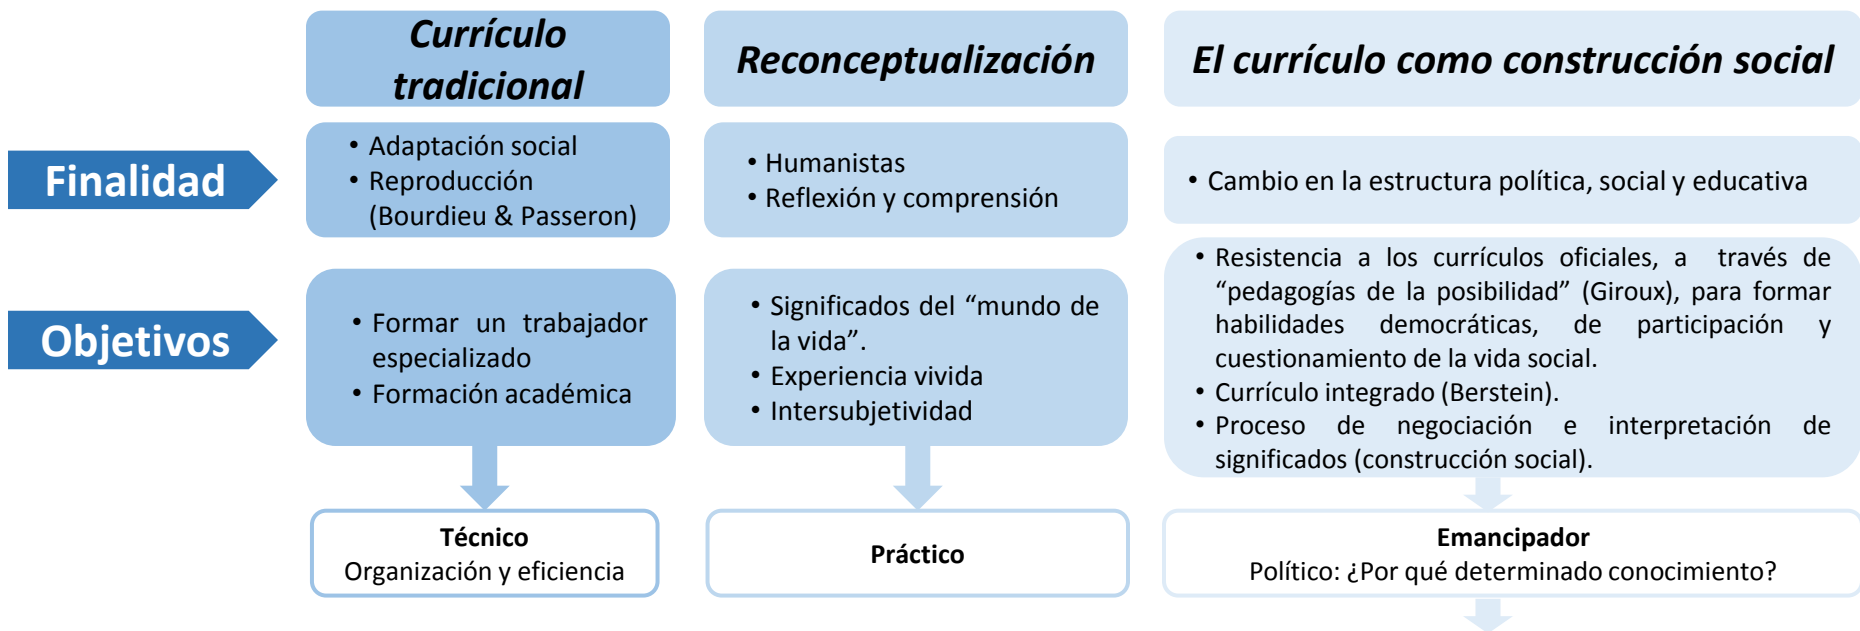 Currículo
tradicional
Reconceptualización
El currículo como construcción social
Finalidad
• Adaptación social
• Reproducción
(Bourdieu & Passeron)
• Humanistas
• Reflexión y comprensión
• Cambio en la estructura política, social y educativa
Objetivos
• Formar un trabajador
especializado
• Formación académica
• Significados del “mundo de
la vida”.
• Experiencia vivida
• Intersubjetividad
• Resistencia a los currículos oficiales, a través de
“pedagogías de la posibilidad” (Giroux), para formar
habilidades democráticas, de participación y
cuestionamiento de la vida social.
• Currículo integrado (Berstein).
• Proceso de negociación e interpretación de
significados (construcción social).
Técnico
Organización y eficiencia
Práctico
Emancipador
Político: ¿Por qué determinado conocimiento?